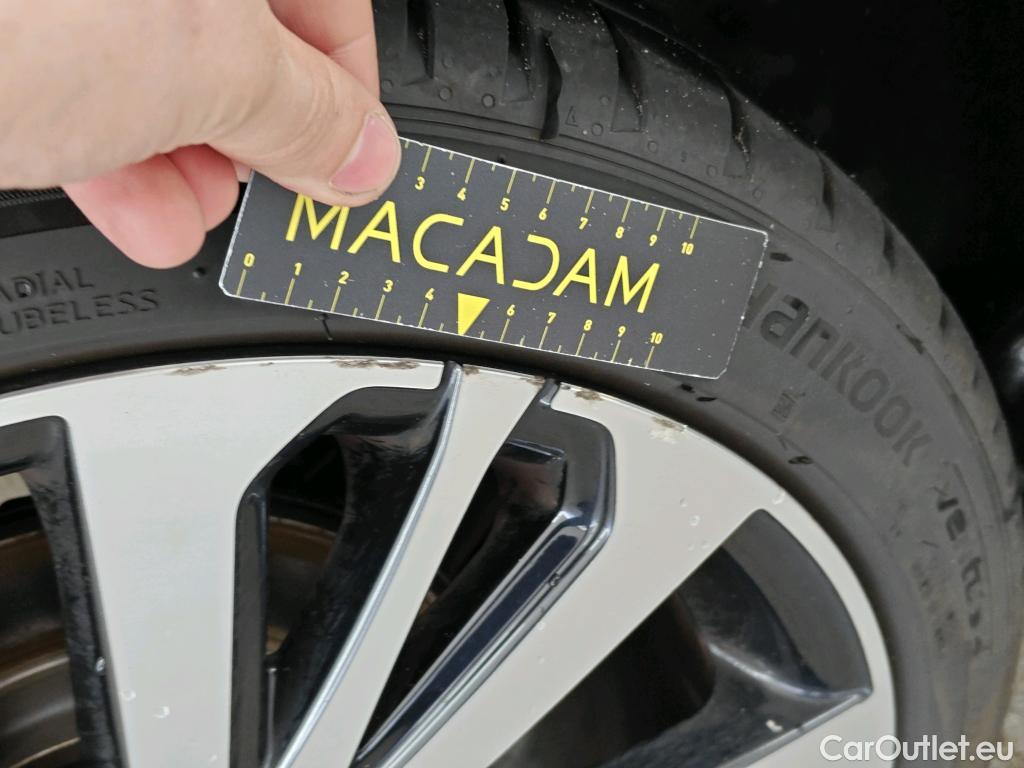 3 4 5 6 7 8 9 10
MACADAM
0 1 2 3 4 6 7 8 9 10
ADIAL
UBELESS
Hankook
CarOutlet.eu